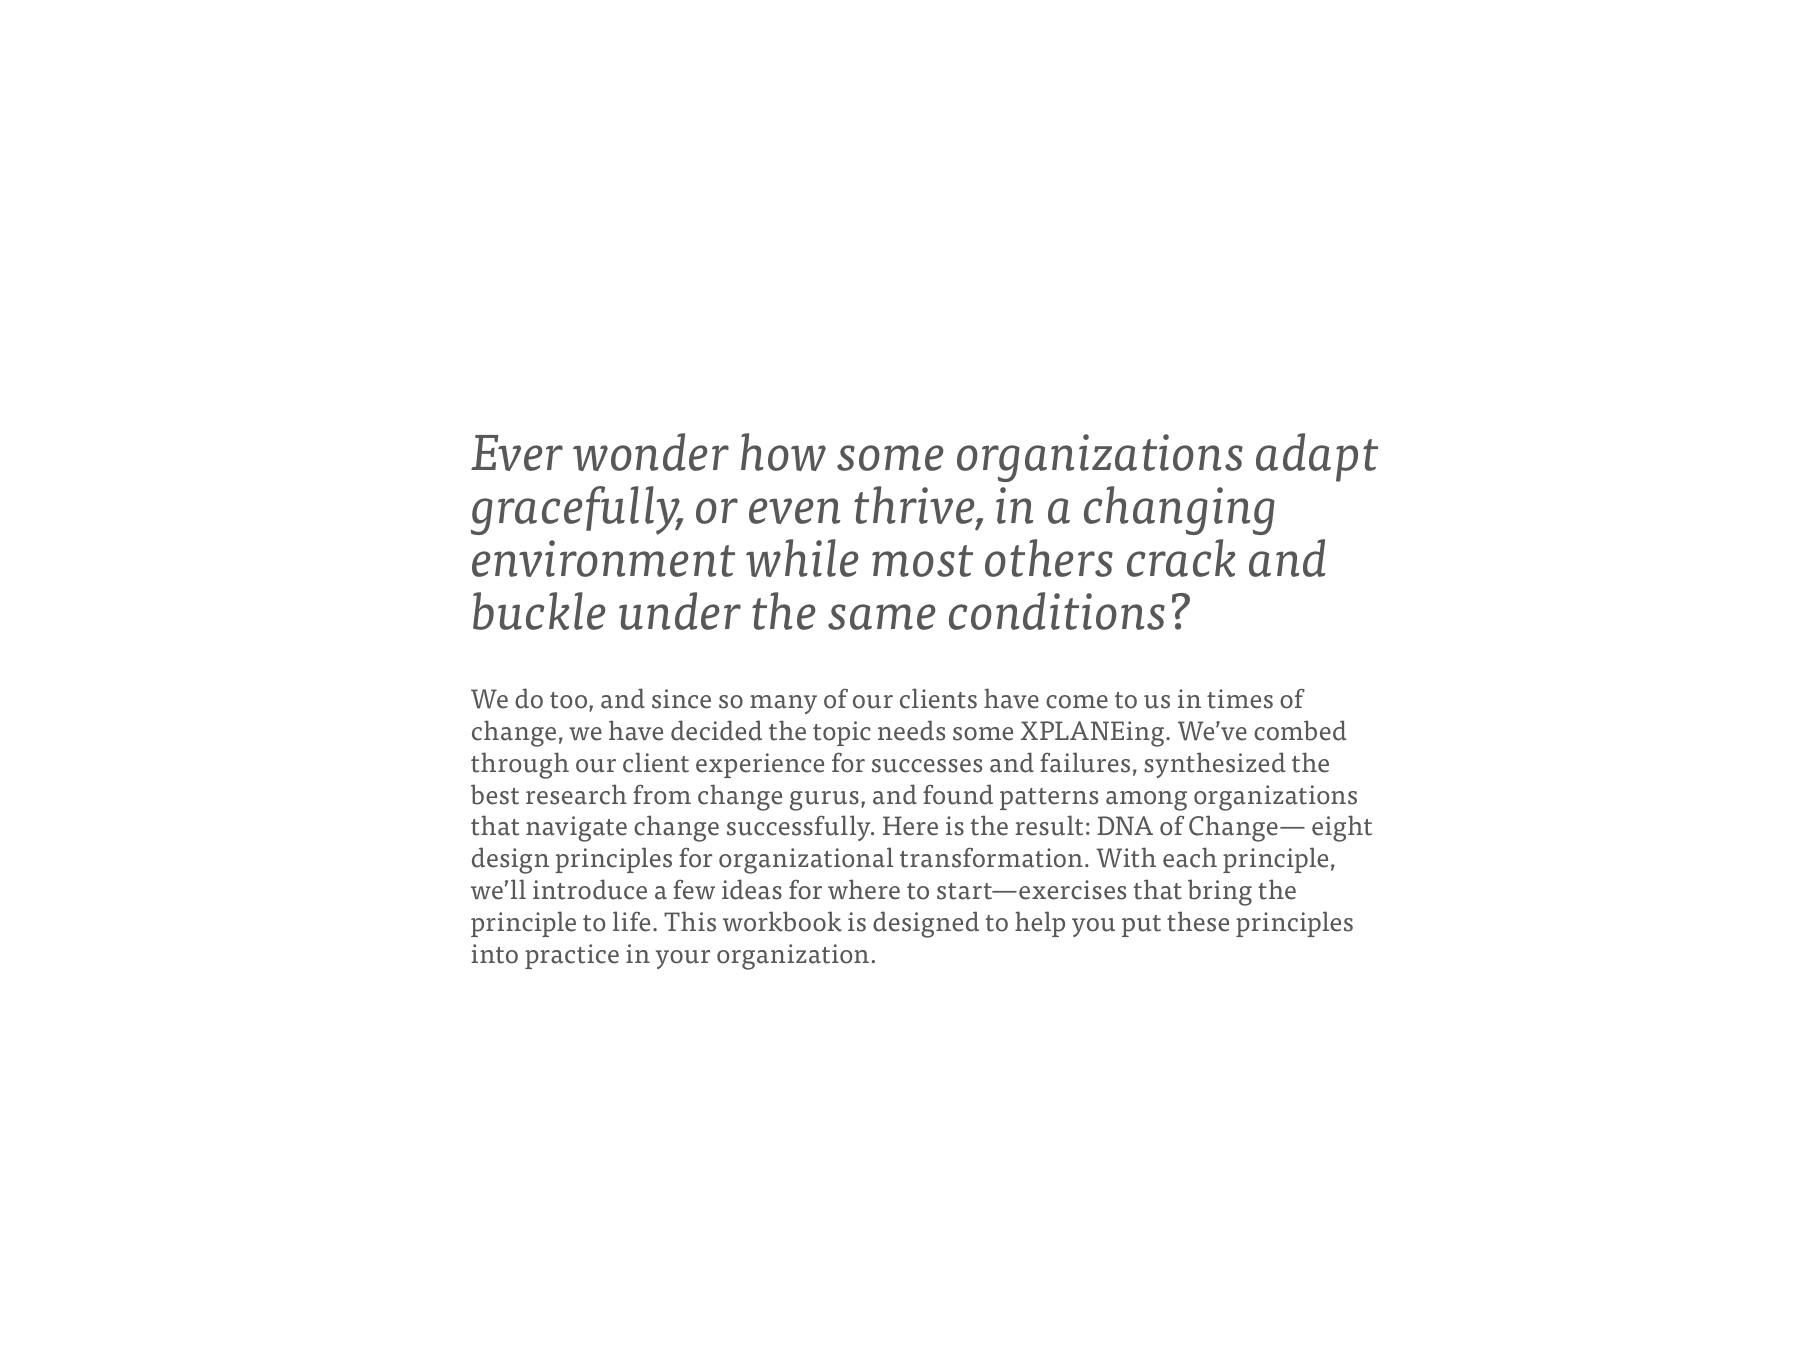 Ever wonder how some organizations adapt
gracefully, or even thrive, in a changing
environment while most others crack and
buckle under the same conditions?
We do too, and since so many of our clients have come to us in times of
change, we have decided the topic needs some XPLANEing. We’ve combed
through our client experience for successes and failures, synthesized the
best research from change gurus, and found patterns among organizations
that navigate change successfully. Here is the result: DNA of Change— eight
design principles for organizational transformation. With each principle,
we’ll introduce a few ideas for where to start—exercises that bring the
principle to life. This workbook is designed to help you put these principles
into practice in your organization.